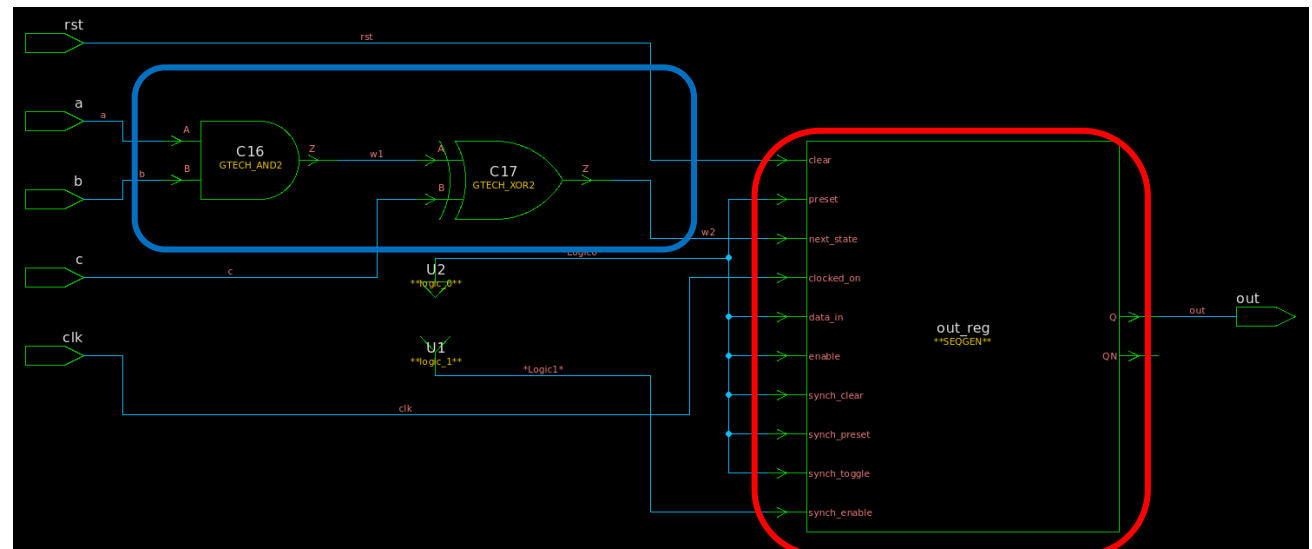 rst
rst
a
a
A
C16
GTECH_AND2
Z
w1
A
C17
GTECH_XOR2
Z
b
b
B
B
c
c
w2
*Logic0*
U2
**logic_0**
U1
**logic_1**
*Logic1*
clk
clk
clear
preset
next_state
clocked_on
data_in
enable
synch_clear
synch_preset
synch_toggle
synch_enable
out_reg
**SEQGEN**
Q
QN
out
out